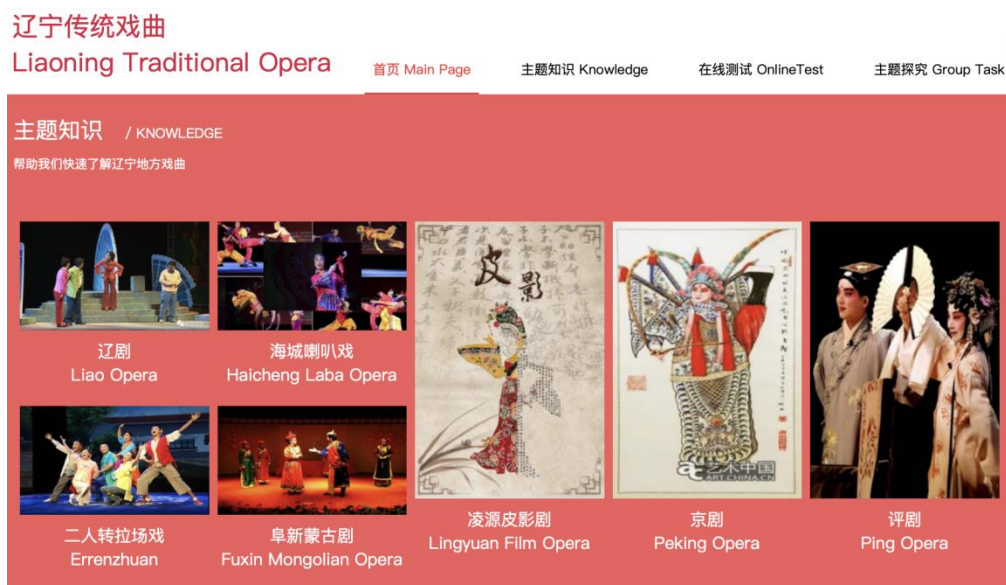 辽宁传统戏曲
Liaoning Traditional Opera
首页 Main Page
主题知识 Knowledge
在线测试 OnlineTest
主题探究 Group Task
主题知识 / KNOWLEDGE
帮助我们快速了解辽宁地方戏曲
皮影
艺术中国
ART.CHINA.CN
辽剧
Liao Opera
海城喇叭戏
Haicheng Laba Opera
二人转拉场戏
Errenzhuan
阜新蒙古剧
Fuxin Mongolian Opera
凌源皮影剧
Lingyuan Film Opera
京剧
Peking Opera
评剧
Ping Opera